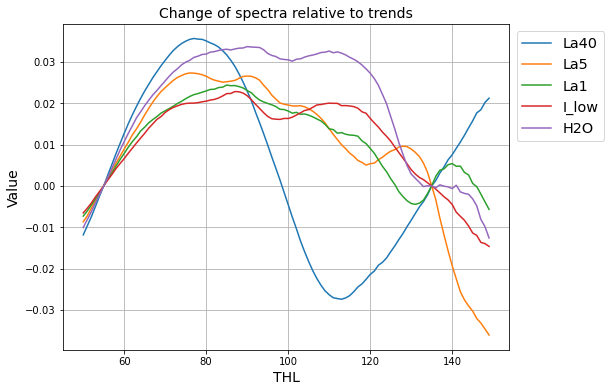 Change of spectra relative to trends
Value
0.03
0.02
0.01
0.00
−0.01
−0.02
−0.03
60
80
100
120
140
THL
La40
La5
La1
I_low
H2O